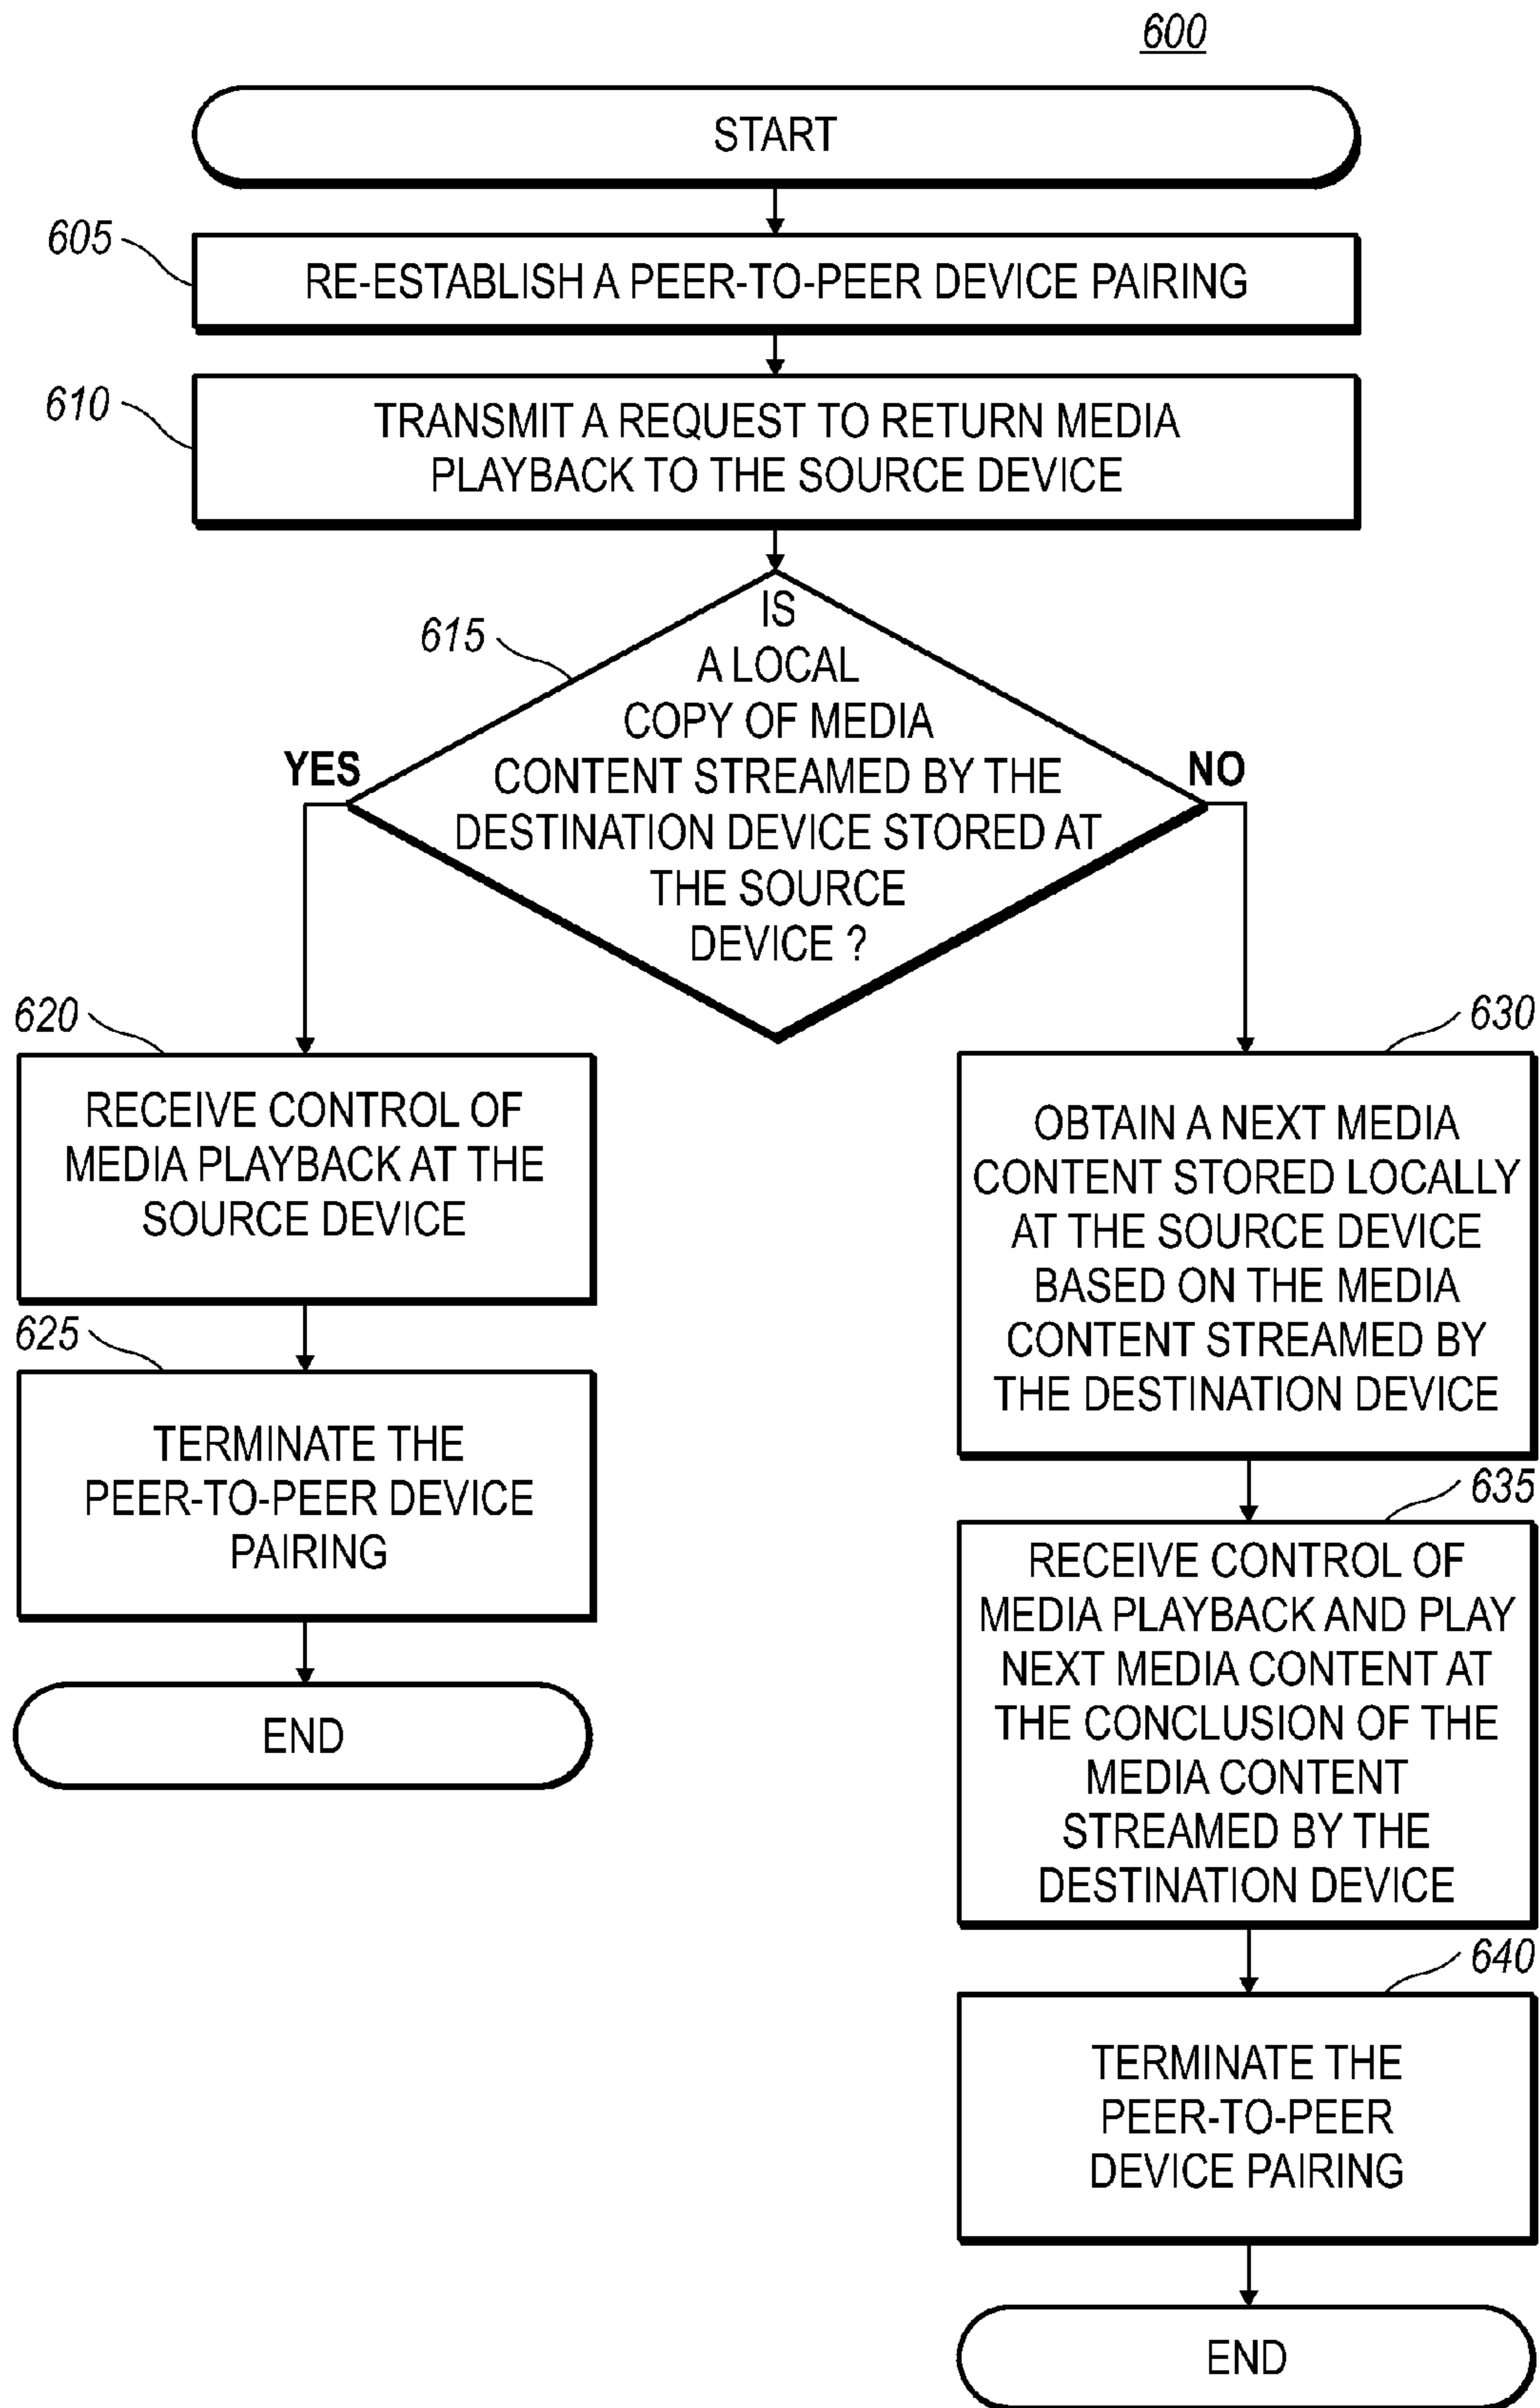 600
START
605
RE-ESTABLISH A PEER-TO-PEER DEVICE PAIRING
610
TRANSMIT A REQUEST TO RETURN MEDIA
PLAYBACK TO THE SOURCE DEVICE
615
IS
A LOCAL
COPY OF MEDIA
CONTENT STREAMED BY THE
DESTINATION DEVICE STORED AT
THE SOURCE
DEVICE ?
YES
NO
620
RECEIVE CONTROL OF
MEDIA PLAYBACK AT THE
SOURCE DEVICE
625
TERMINATE THE
PEER-TO-PEER DEVICE
PAIRING
END
630
OBTAIN A NEXT MEDIA
CONTENT STORED LOCALLY
AT THE SOURCE DEVICE
BASED ON THE MEDIA
CONTENT STREAMED BY
THE DESTINATION DEVICE
635
RECEIVE CONTROL OF
MEDIA PLAYBACK AND PLAY
NEXT MEDIA CONTENT AT
THE CONCLUSION OF THE
MEDIA CONTENT
STREAMED BY THE
DESTINATION DEVICE
640
TERMINATE THE
PEER-TO-PEER
DEVICE PAIRING
END